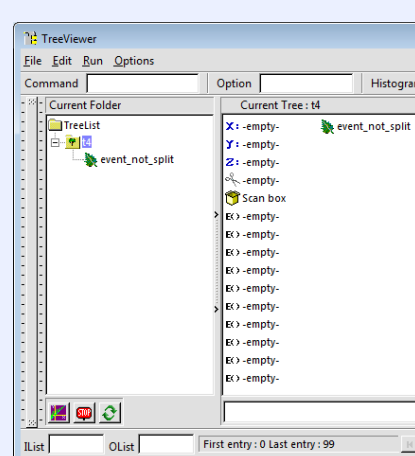 TreeViewer
File Edit Run Options
Command Option Histogra
Current Folder
TreeList
t4
event_not_split
Current Tree : t4
X: -empty- event_not_split
Y: -empty-
Z: -empty-
-empty-
Scan box
E() -empty-
E() -empty-
E() -empty-
E() -empty-
E() -empty-
E() -empty-
E() -empty-
E() -empty-
E() -empty-
E() -empty-
STOP
IList OList First entry : 0 Last entry : 99